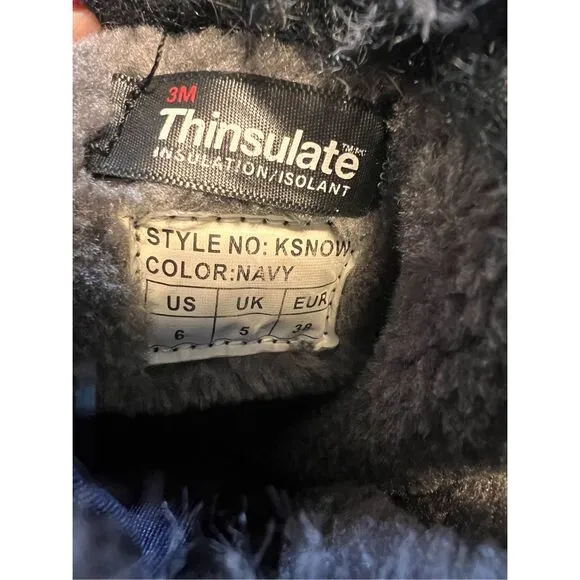 3M
Thinsulate
INSULATION/ISOLANT
STYLE NO: KSNOW
COLOR:NAVY
US UK EUR
6 5